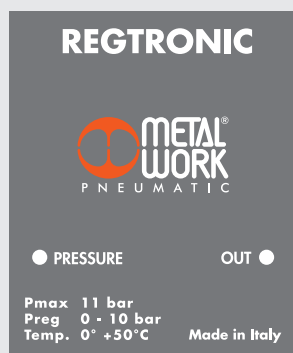 REGTRONIC
METAL®
WORK
PNEUMATIC
PRESSURE OUT
Pmax 11 bar
Preg 0 - 10 bar
Temp. 0° +50°C Made in Italy